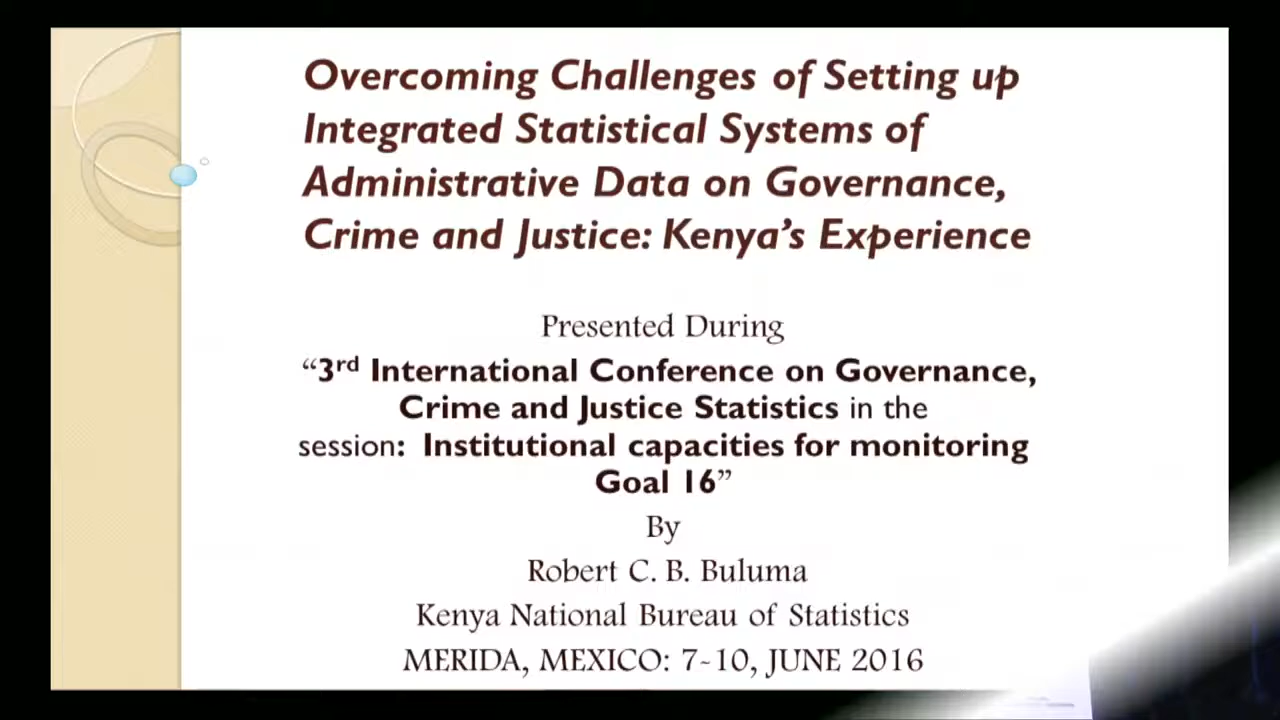 Overcoming Challenges of Setting up
Integrated Statistical Systems of
Administrative Data on Governance,
Crime and Justice: Kenya’s Experience
Presented During
“3rd International Conference on Governance,
Crime and Justice Statistics in the
session: Institutional capacities for monitoring
Goal 16”
By
Robert C. B. Buluma
Kenya National Bureau of Statistics
MERIDA, MEXICO: 7-10, JUNE 2016